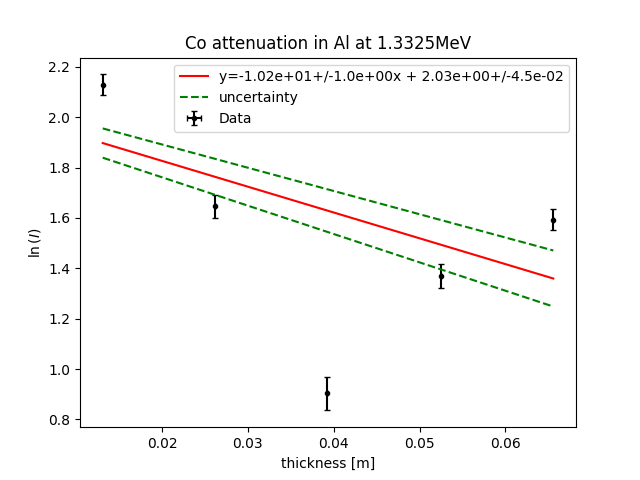 Co attenuation in Al at 1.3325MeV
y=-1.02e+01+/-1.0e+00x + 2.03e+00+/-4.5e-02
uncertainty
Data
2.2
2.0
1.8
1.6
1.4
1.2
1.0
0.8
ln (I)
0.02 0.03 0.04 0.05 0.06
thickness [m]